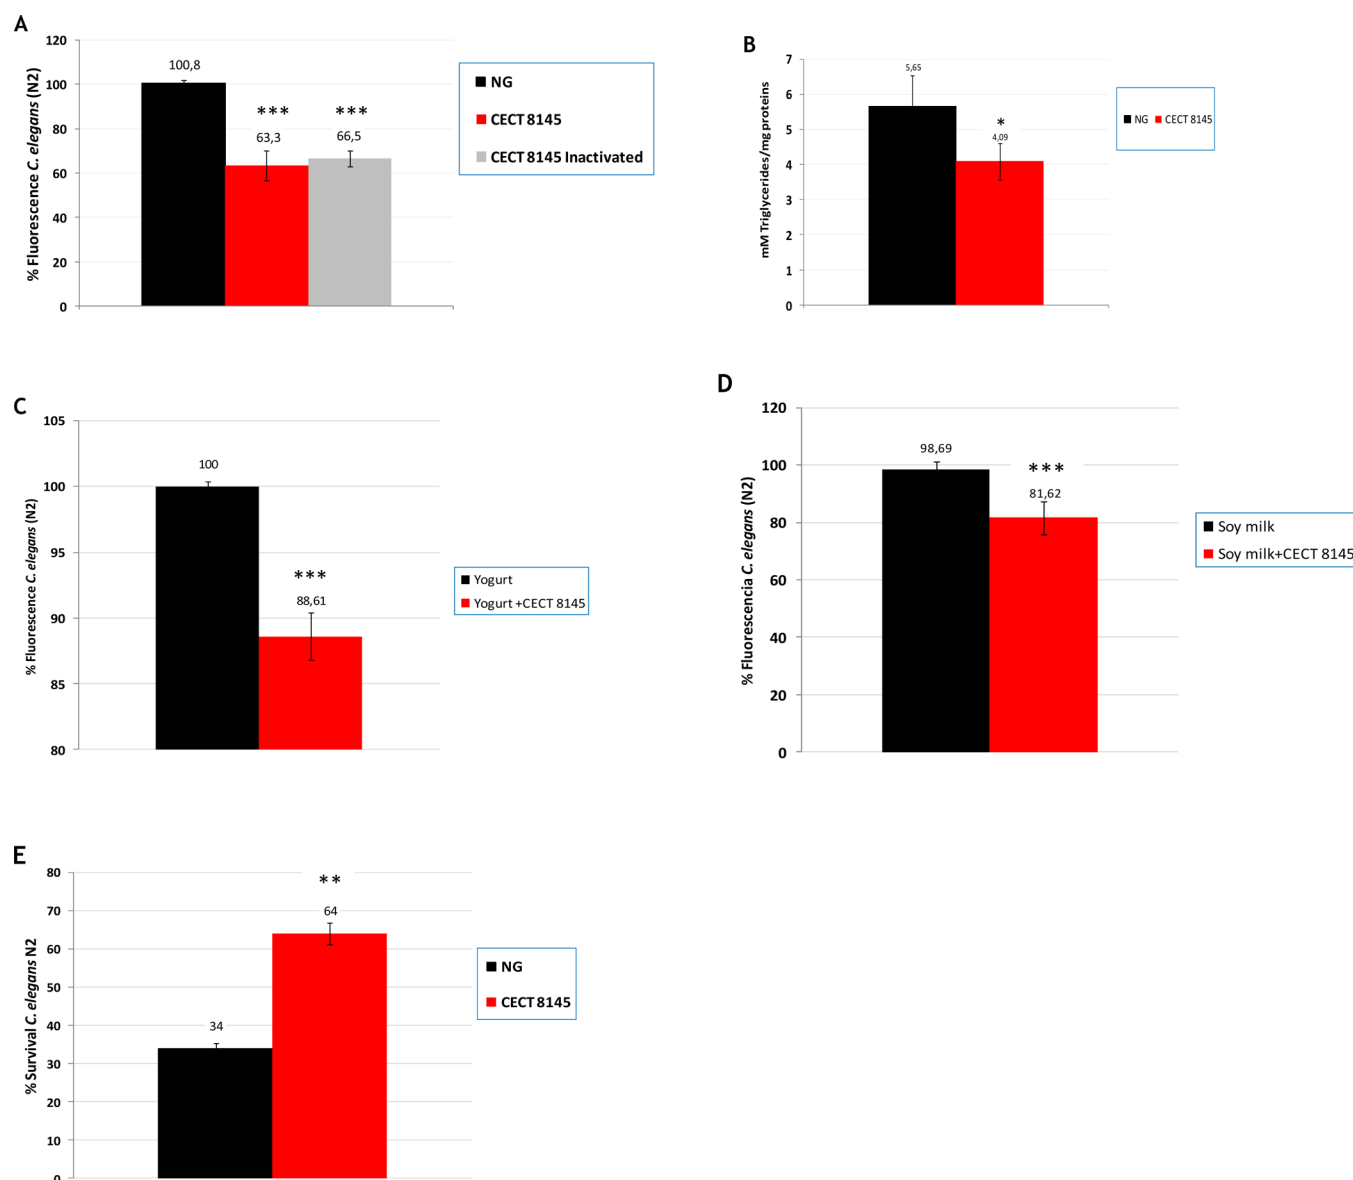 A
120
100
80
60
40
20
0
% Fluorescence C. elegans (N2)
100,8
***
63,3
***
66,5
NG
CECT 8145
CECT 8145 Inactivated
B
7
6
5
4
3
2
1
0
mM Triglycerides/mg proteins
5,65
*
4,09
NG CECT 8145
C
105
100
95
90
85
80
% Fluorescence C. elegans (N2)
100
***
88,61
Yogurt
Yogurt +CECT 8145
D
120
100
80
60
40
20
0
% Fluorescencia C. elegans (N2)
98,69
***
81,62
Soy milk
Soy milk+CECT 8145
E
80
70
60
50
40
30
20
10
0
% Survival C. elegans N2
34
**
64
NG
CECT 8145